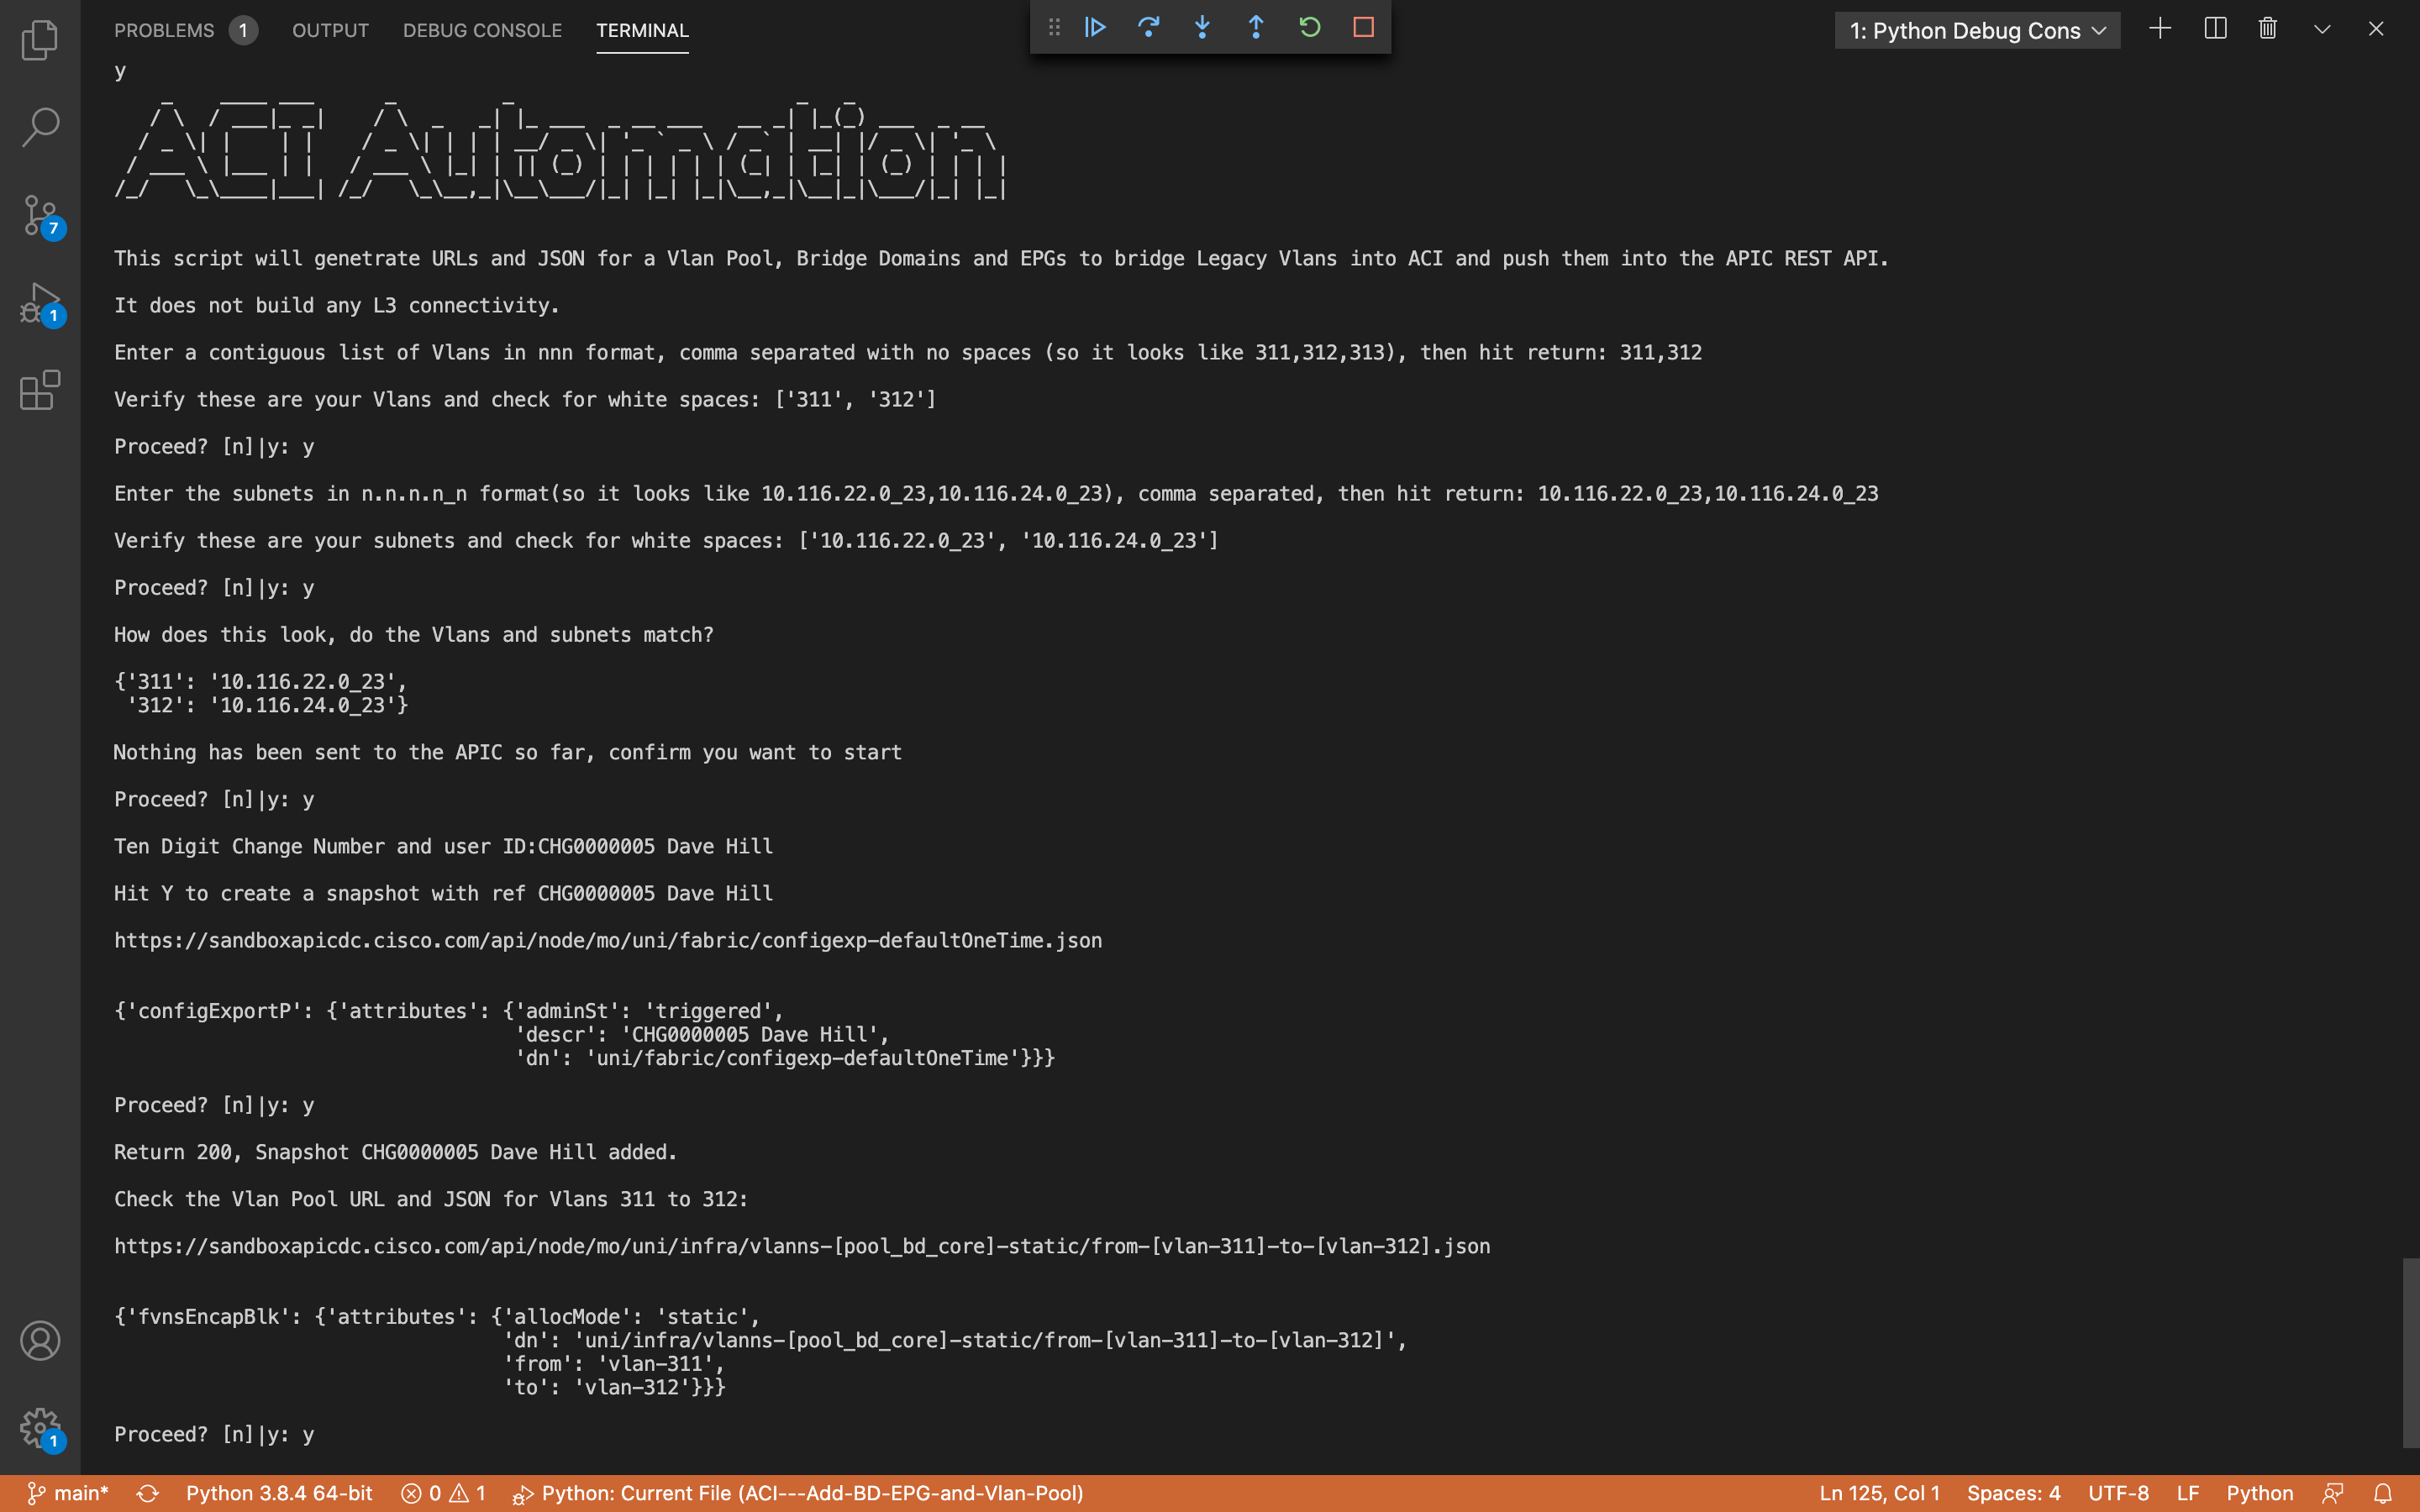 PROBLEMS 1 OUTPUT DEBUG CONSOLE TERMINAL 1: Python Debug Cons
y
ACI Automation
This script will genetrate URLs and JSON for a Vlan Pool, Bridge Domains and EPGs to bridge Legacy Vlans into ACI and push them into the APIC REST API.
It does not build any L3 connectivity.
Enter a contiguous list of Vlans in nnn format, comma separated with no spaces (so it looks like 311,312,313), then hit return: 311,312
Verify these are your Vlans and check for white spaces: ['311', '312']
Proceed? [n]|y: y
Enter the subnets in n.n.n.n_n format(so it looks like 10.116.22.0_23,10.116.24.0_23), comma separated, then hit return: 10.116.22.0_23,10.116.24.0_23
Verify these are your subnets and check for white spaces: ['10.116.22.0_23', '10.116.24.0_23']
Proceed? [n]|y: y
How does this look, do the Vlans and subnets match?
{'311': '10.116.22.0_23',
'312': '10.116.24.0_23'}
Nothing has been sent to the APIC so far, confirm you want to start
Proceed? [n]|y: y
Ten Digit Change Number and user ID:CHG0000005 Dave Hill
Hit Y to create a snapshot with ref CHG0000005 Dave Hill
https://sandboxapicdc.cisco.com/api/node/mo/uni/fabric/configexp-defaultOneTime.json
{'configExportP': {'attributes': {'adminSt': 'triggered',
'descr': 'CHG0000005 Dave Hill',
'dn': 'uni/fabric/configexp-defaultOneTime'}}}
Proceed? [n]|y: y
Return 200, Snapshot CHG0000005 Dave Hill added.
Check the Vlan Pool URL and JSON for Vlans 311 to 312:
https://sandboxapicdc.cisco.com/api/node/mo/uni/infra/vlanns-[pool_bd_core]-static/from-[vlan-311]-to-[vlan-312].json
{'fvnsEncapBlk': {'attributes': {'allocMode': 'static',
'dn': 'uni/infra/vlanns-[pool_bd_core]-static/from-[vlan-311]-to-[vlan-312]',
'from': 'vlan-311',
'to': 'vlan-312'}}}
Proceed? [n]|y: y
7
1
1
main* Python 3.8.4 64-bit 0 1 Python: Current File (ACI---Add-BD-EPG-and-Vlan-Pool) Ln 125, Col 1 Spaces: 4 UTF-8 LF Python